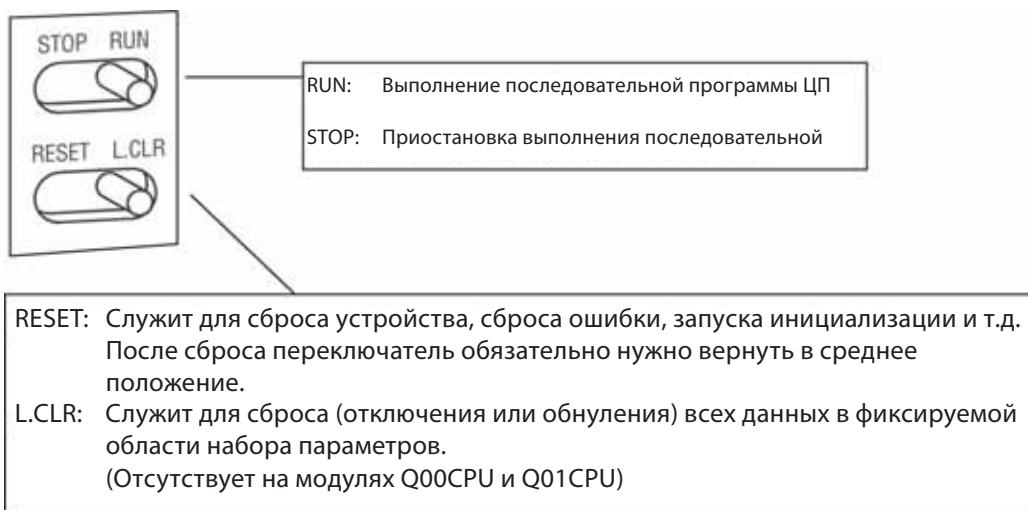 STOP RUN
RESET L.CLR
RUN: Выполнение последовательной программы ЦП
STOP: Приостановка выполнения последовательной
RESET: Служит для сброса устройства, сброса ошибки, запуска инициализации и т.д.
После сброса переключатель обязательно нужно вернуть в среднее
положение.
L.CLR: Служит для сброса (отключения или обнуления) всех данных в фиксируемой
области набора параметров.
(Отсутствует на модулях Q00CPU и Q01CPU)